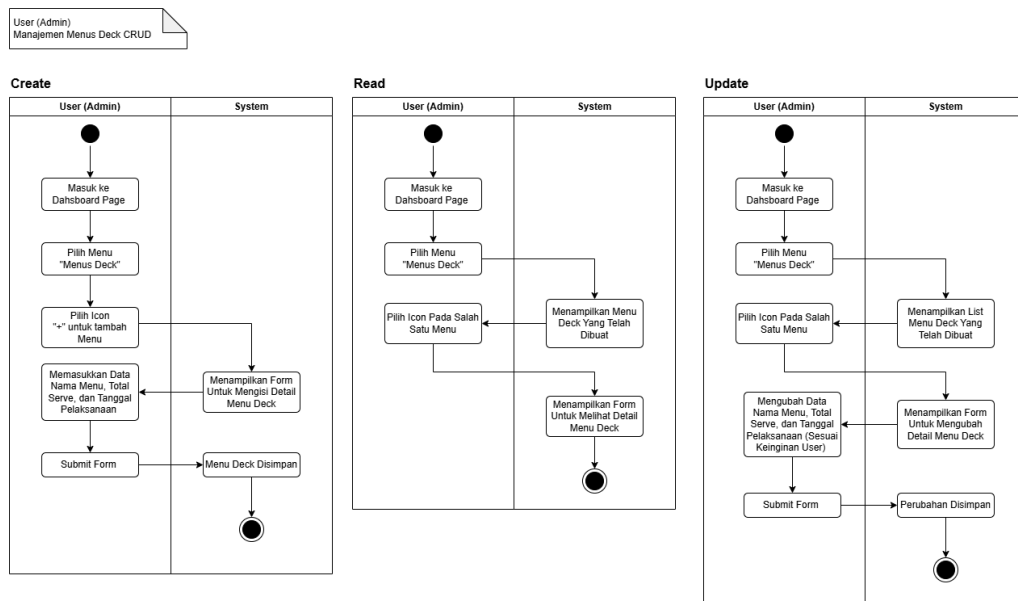 User (Admin)
Manajemen Menus Deck CRUD
Create
User (Admin)
System
Masuk ke
Dahsboard Page
Pilih Menu
"Menus Deck"
Pilih Icon
"+" untuk tambah
Menu
Menampilkan Form
Untuk Mengisi Detail
Menu Deck
Memasukkan Data
Nama Menu, Total
Serve, dan Tanggal
Pelaksanaan
Submit Form
Menu Deck Disimpan
Read
User (Admin)
System
Masuk ke
Dahsboard Page
Pilih Menu
"Menus Deck"
Menampilkan Menu
Deck Yang Telah
Dibuat
Pilih Icon Pada Salah
Satu Menu
Menampilkan Form
Untuk Melihat Detail
Menu Deck
Update
User (Admin)
System
Masuk ke
Dahsboard Page
Pilih Menu
"Menus Deck"
Menampilkan List
Menu Deck Yang
Telah Dibuat
Pilih Icon Pada Salah
Satu Menu
Menampilkan Form
Untuk Mengubah
Detail Menu Deck
Mengubah Data
Nama Menu, Total
Serve, dan Tanggal
Pelaksanaan (Sesuai
Keinginan User)
Submit Form
Perubahan Disimpan